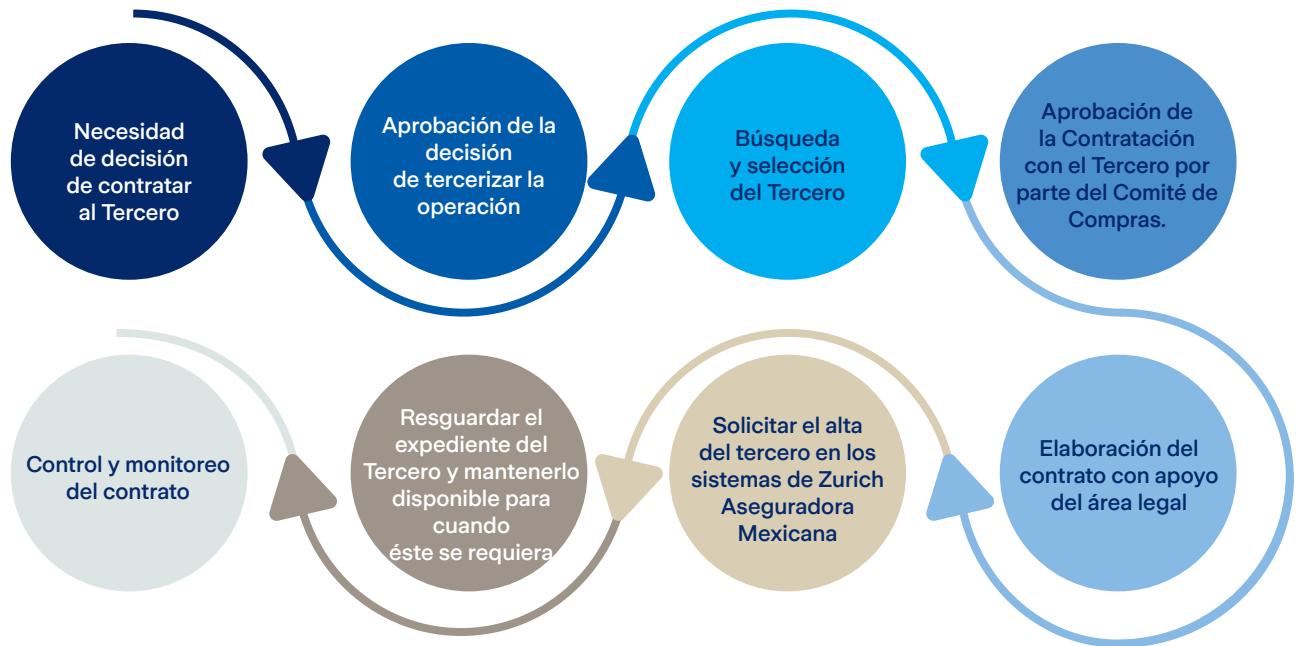 Necesidad
de decisión
de contratar
al Tercero
Aprobación de la
decisión
de tercerizar la
operación
Búsqueda
y selección
del Tercero
Aprobación de
la Contratación
con el Tercero por
parte del Comité de
Compras.
Elaboración del
contrato con apoyo
del área legal
Solicitar el alta
del tercero en los
sistemas de Zurich
Aseguradora
Mexicana
Resguardar el
expediente del
Tercero y mantenerlo
disponible para
cuando
éste se requiera
Control y monitoreo
del contrato